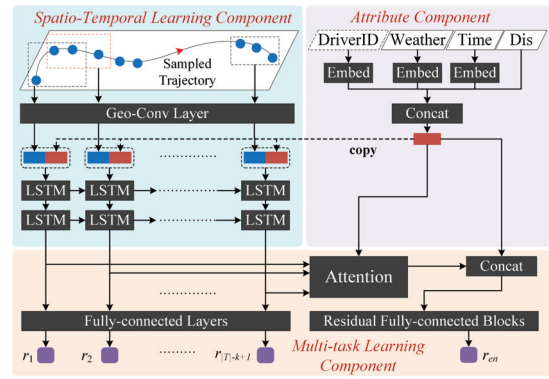 Spatio-Temporal Learning Component
Attribute Component
DriverID Weather Time Dis
Sampled
Trajectory
Embed Embed Embed
Geo-Conv Layer
Concat
copy
LSTM LSTM LSTM
LSTM LSTM LSTM
Attention
Concat
Fully-connected Layers
Residual Fully-connected Blocks
r1 r2 ......... r|T|-k+1
Multi-task Learning
Component
ren